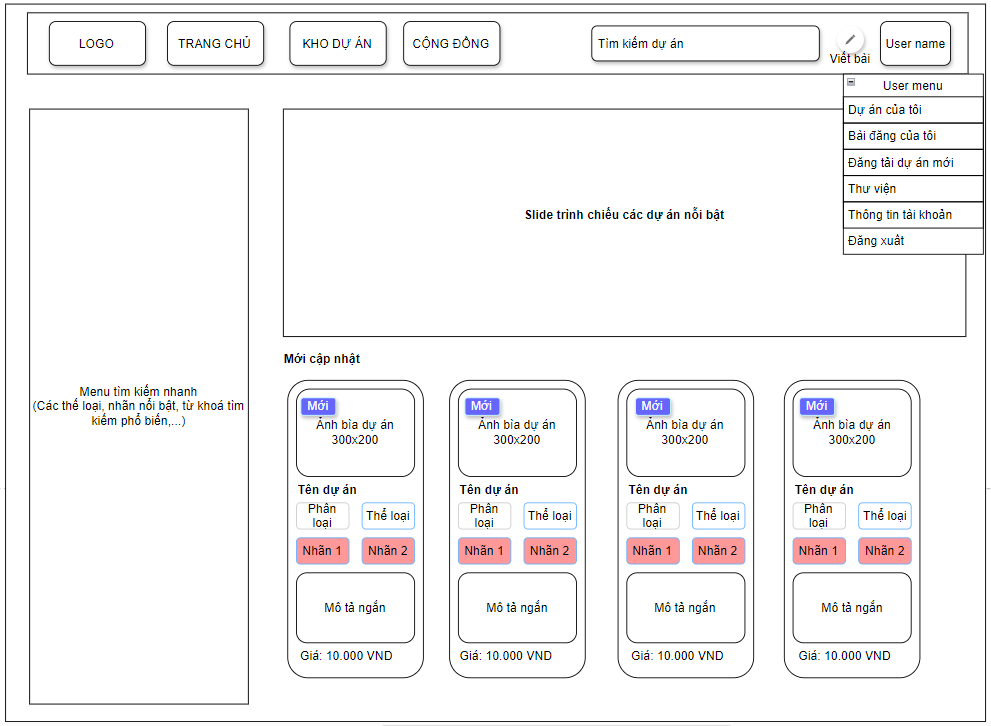 LOGO
TRANG CHỦ
KHO DỰ ÁN
CỘNG ĐỒNG
Tìm kiếm dự án
Viết bài
User name
User menu
Dự án của tôi
Bài đăng của tôi
Đăng tải dự án mới
Thư viện
Thông tin tài khoản
Đăng xuất
Menu tìm kiếm nhanh
(Các thể loại, nhãn nổi bật, từ khoá tìm
kiếm phổ biến,...)
Slide trình chiếu các dự án nổi bật
Mới cập nhật
Mới
Ảnh bìa dự án
300x200
Tên dự án
Phân
loại
Thể loại
Nhãn 1
Nhãn 2
Mô tả ngắn
Giá: 10.000 VND
Mới
Ảnh bìa dự án
300x200
Tên dự án
Phân
loại
Thể loại
Nhãn 1
Nhãn 2
Mô tả ngắn
Giá: 10.000 VND
Mới
Ảnh bìa dự án
300x200
Tên dự án
Phân
loại
Thể loại
Nhãn 1
Nhãn 2
Mô tả ngắn
Giá: 10.000 VND
Mới
Ảnh bìa dự án
300x200
Tên dự án
Phân
loại
Thể loại
Nhãn 1
Nhãn 2
Mô tả ngắn
Giá: 10.000 VND